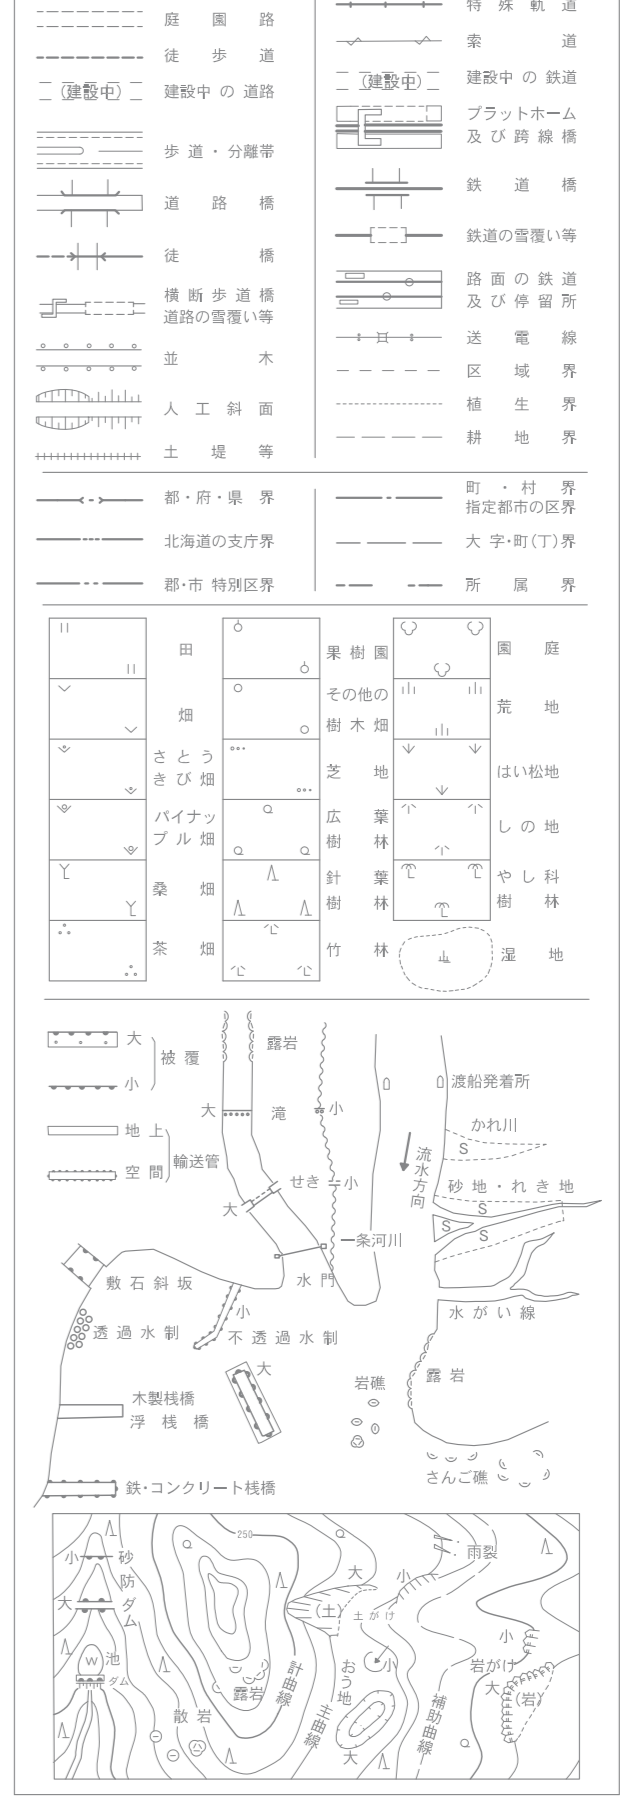 庭園路
徒歩道
(建設中) 建設中の道路
歩道・分離帯
道路橋
徒橋
横断歩道橋
道路の雪覆い等
並木
人工斜面
土堤等
特殊軌道
索道
(建設中) 建設中の鉄道
プラットホーム
及び跨線橋
鉄道橋
鉄道の雪覆い等
路面の鉄道
及び停留所
送電線
区域界
植生界
耕地界
都・府・県界
北海道の支庁界
郡・市 特別区界
町・村界
指定都市の区界
大字・町(丁)界
所属界
田
畑
さとう
きび畑
パイナッ
プル畑
桑畑
茶畑
果樹園
その他の
樹木畑
芝地
広葉
樹林
針葉
樹林
竹林
園庭
荒地
はい松地
しの地
やし科
樹林
湿地
大
小
被覆
地上
空間
輸送管
露岩
大
滝
小
せき
小
大
一条河川
水門
渡船発着所
かれ川
S
流水方向
砂地・れき地
S
S
S
水がい線
敷石斜坂
透過水制
小
不透過水制
大
木製桟橋
浮桟橋
岩礁
露岩
さんご礁
鉄・コンクリート桟橋
250
小
砂防ダム
大
W
池
ダム
露岩
散岩
計曲線
主曲線
大
(土)
土がけ
小
おう地
小
大
補助曲線
雨裂
小
岩がけ
大
(岩)